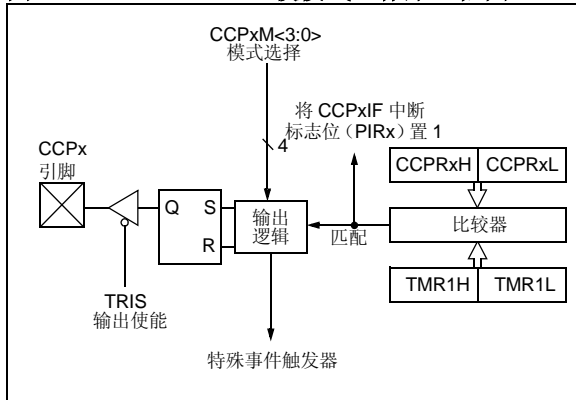 CCPxM<3:0>
模式选择
将 CCPxIF 中断
标志位（PIRx）置 1
4
CCPx
引脚
CCPRxH CCPRxL
Q S
R
输出
逻辑
匹配
比较器
TRIS
输出使能
TMR1H TMR1L
特殊事件触发器